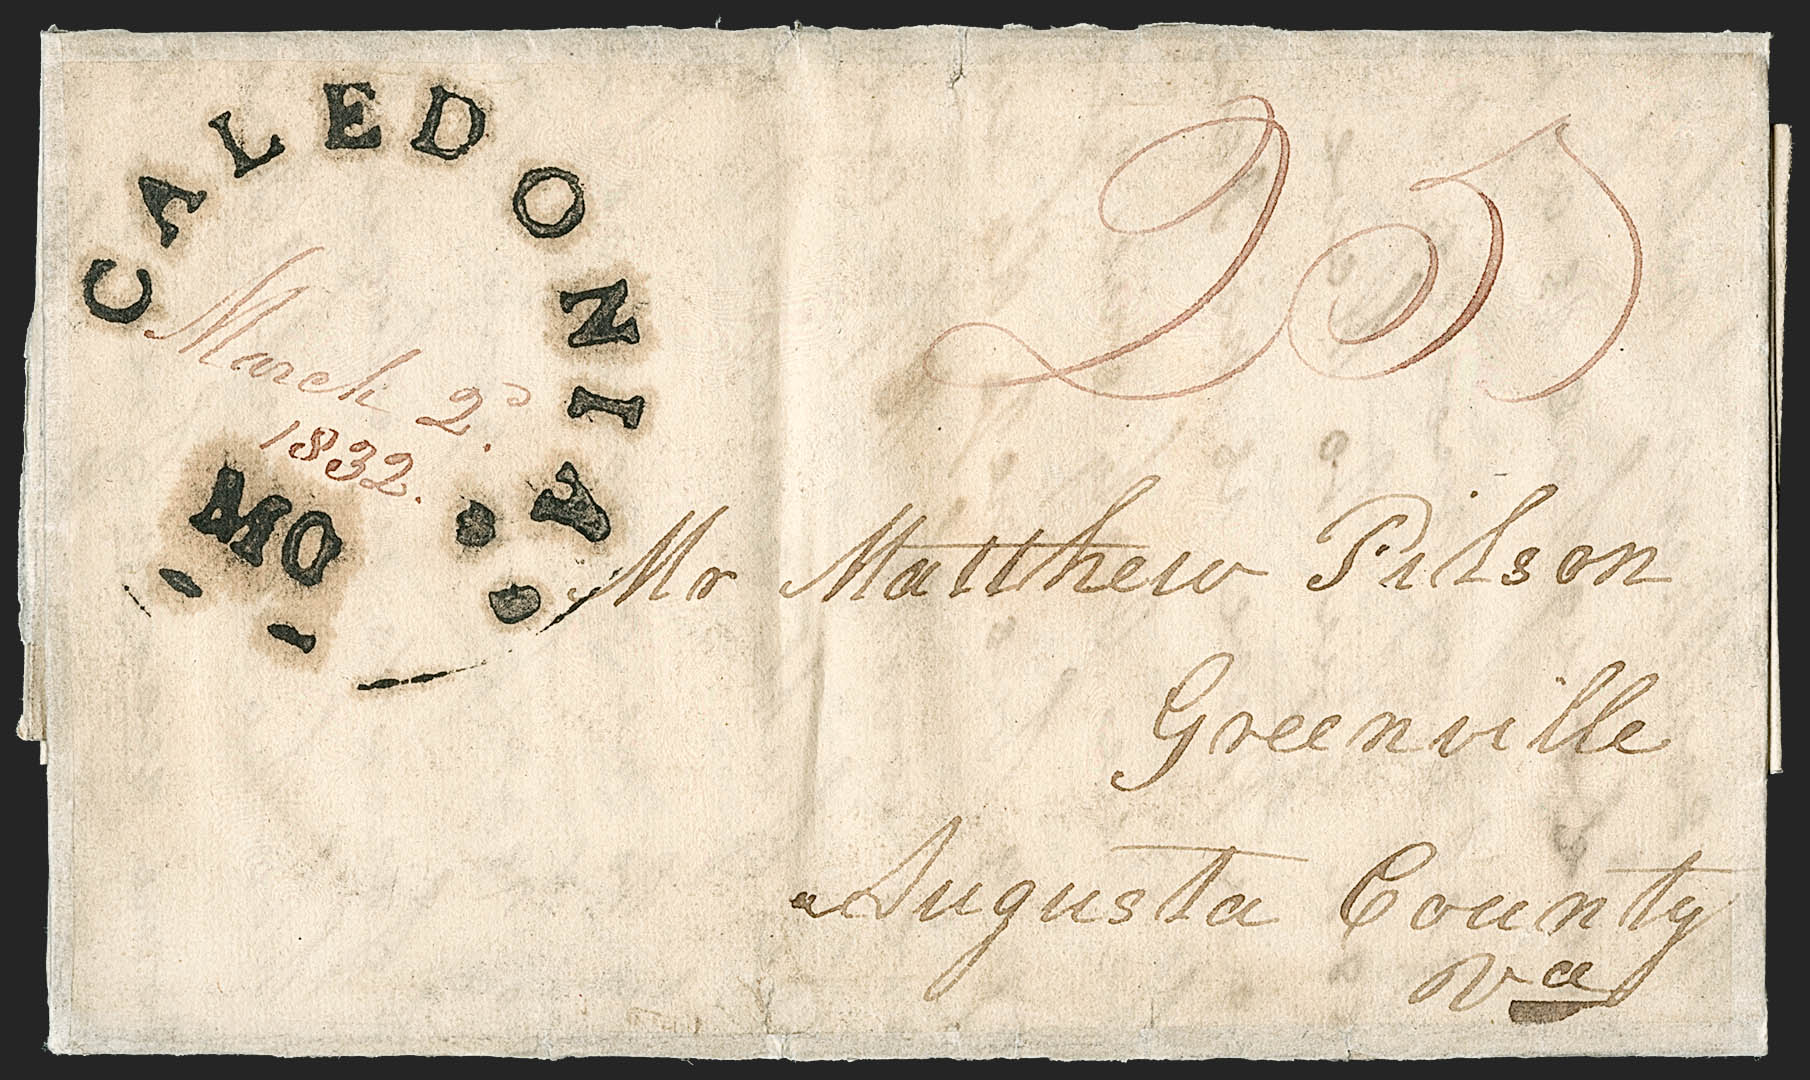 CALEDONIA
MO
March 2d
1832.
25
Mr Matthew Pilson
Greenville
Augusta County
Va